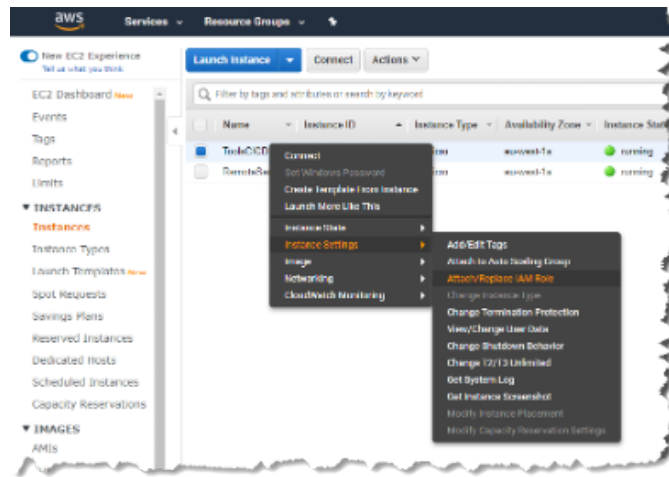 aws Services Resource Groups
New EC2 Experience
Tell us what you think
Launch Instance Connect Actions
EC2 Dashboard New
Filter by tags and attributes or search by keyword
Events
Name Instance ID Instance Type Availability Zone Instance Stat
Tags
ToolsCICD eu-west-1a running
Reports
eu-west-1a running
Limits
INSTANCES
Instances
Instance Types
Launch Templates New
Spot Requests
Savings Plans
Reserved Instances
Dedicated Hosts
Scheduled Instances
Capacity Reservations
IMAGES
AMIs
Connect
Get Windows Password
Create Template From Instance
Launch More Like This
Instance State
Instance Settings
Image
Networking
CloudWatch Monitoring
Add/Edit Tags
Attach to Auto Scaling Group
Attach/Replace IAM Role
Change Instance Type
Change Termination Protection
View/Change User Data
Change Shutdown Behavior
Change T2/T3 Unlimited
Get System Log
Get Instance Screenshot
Modify Instance Placement
Modify Capacity Reservation Settings